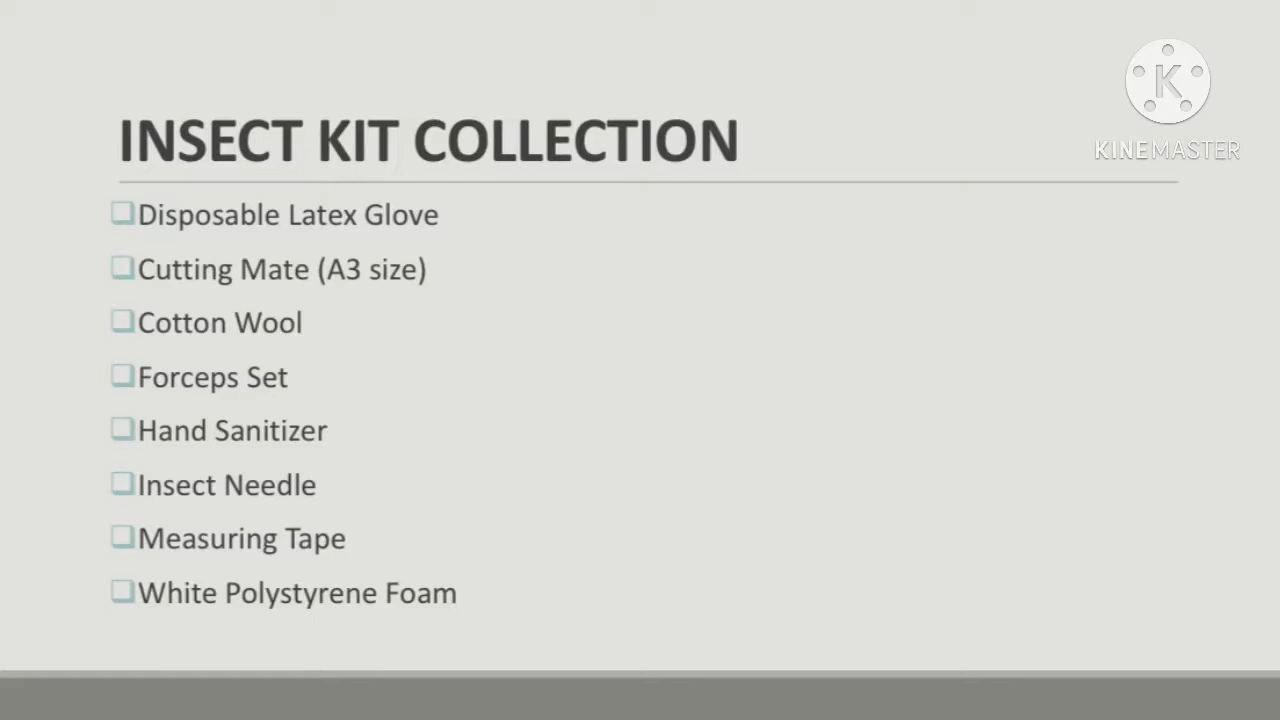 KINEMASTER
INSECT KIT COLLECTION
Disposable Latex Glove
Cutting Mate (A3 size)
Cotton Wool
Forceps Set
Hand Sanitizer
Insect Needle
Measuring Tape
White Polystyrene Foam